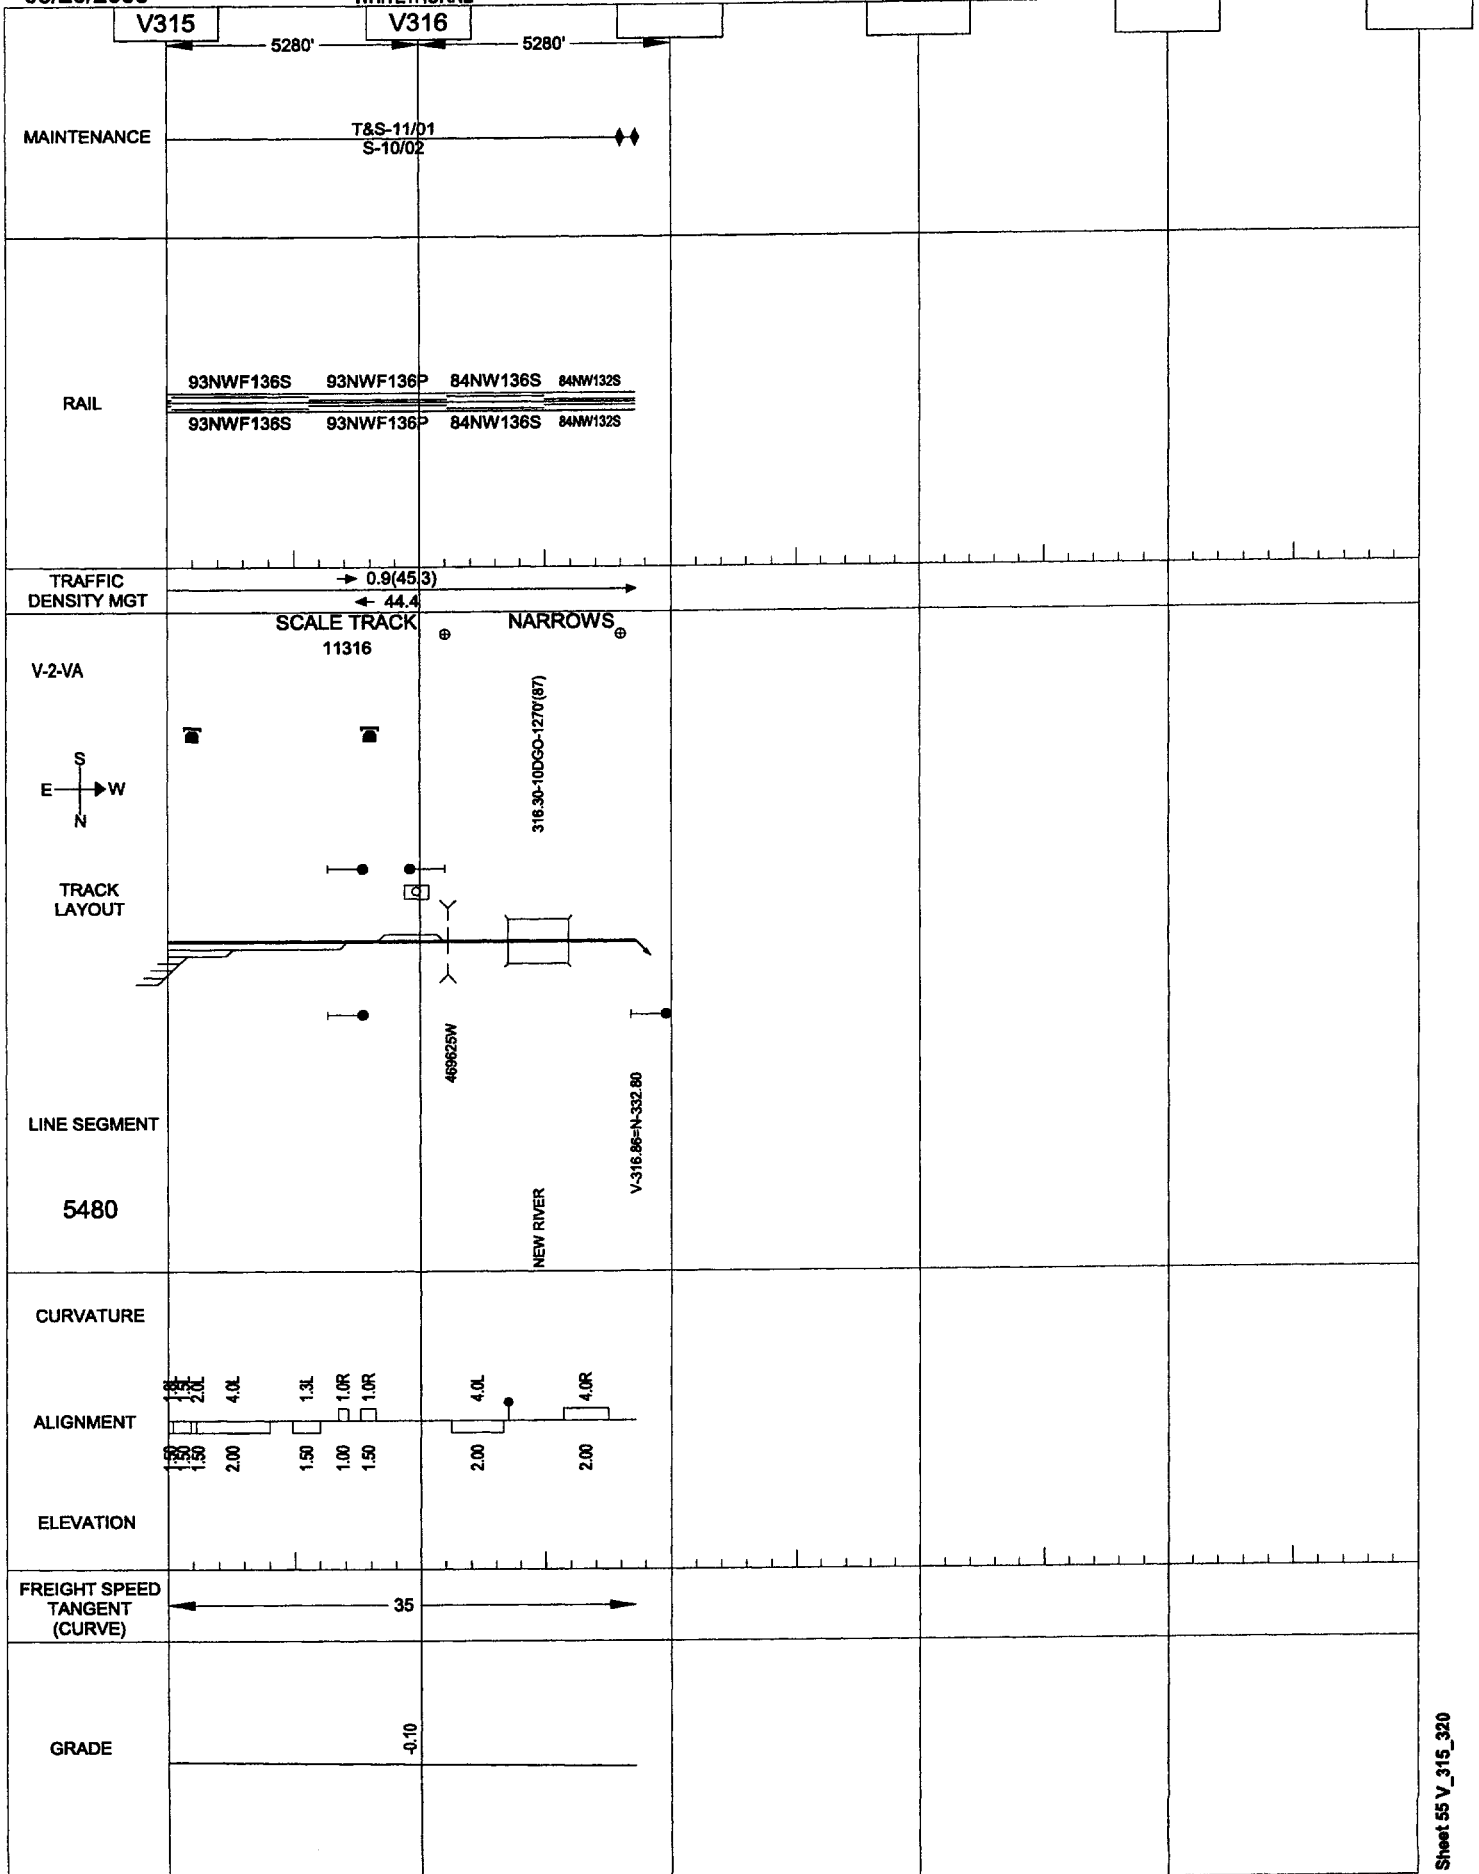 V315
V316
5280'
5280'
MAINTENANCE
T&S-11/01
S-10/02
93NWF136S 93NWF136P 84NW136S 84NW132S
RAIL
93NWF136S 93NWF136P 84NW136S 84NW132S
TRAFFIC
DENSITY MGT
0.9(45.3)
44.4
SCALE TRACK
11316
NARROWS
V-2-VA
316.30-10DGO-1270'(87)
S
E W
N
TRACK
LAYOUT
469625W
V-316.86=N-332.80
LINE SEGMENT
5480
NEW RIVER
CURVATURE
2.0L 4.0L 1.3L 1.0R 1.0R 4.0L 4.0R
ALIGNMENT
1.50 1.50 1.50 2.00 1.50 1.00 1.50 2.00 2.00
ELEVATION
FREIGHT SPEED
TANGENT
(CURVE)
35
GRADE
-0.10
Sheet 55 V_315_320